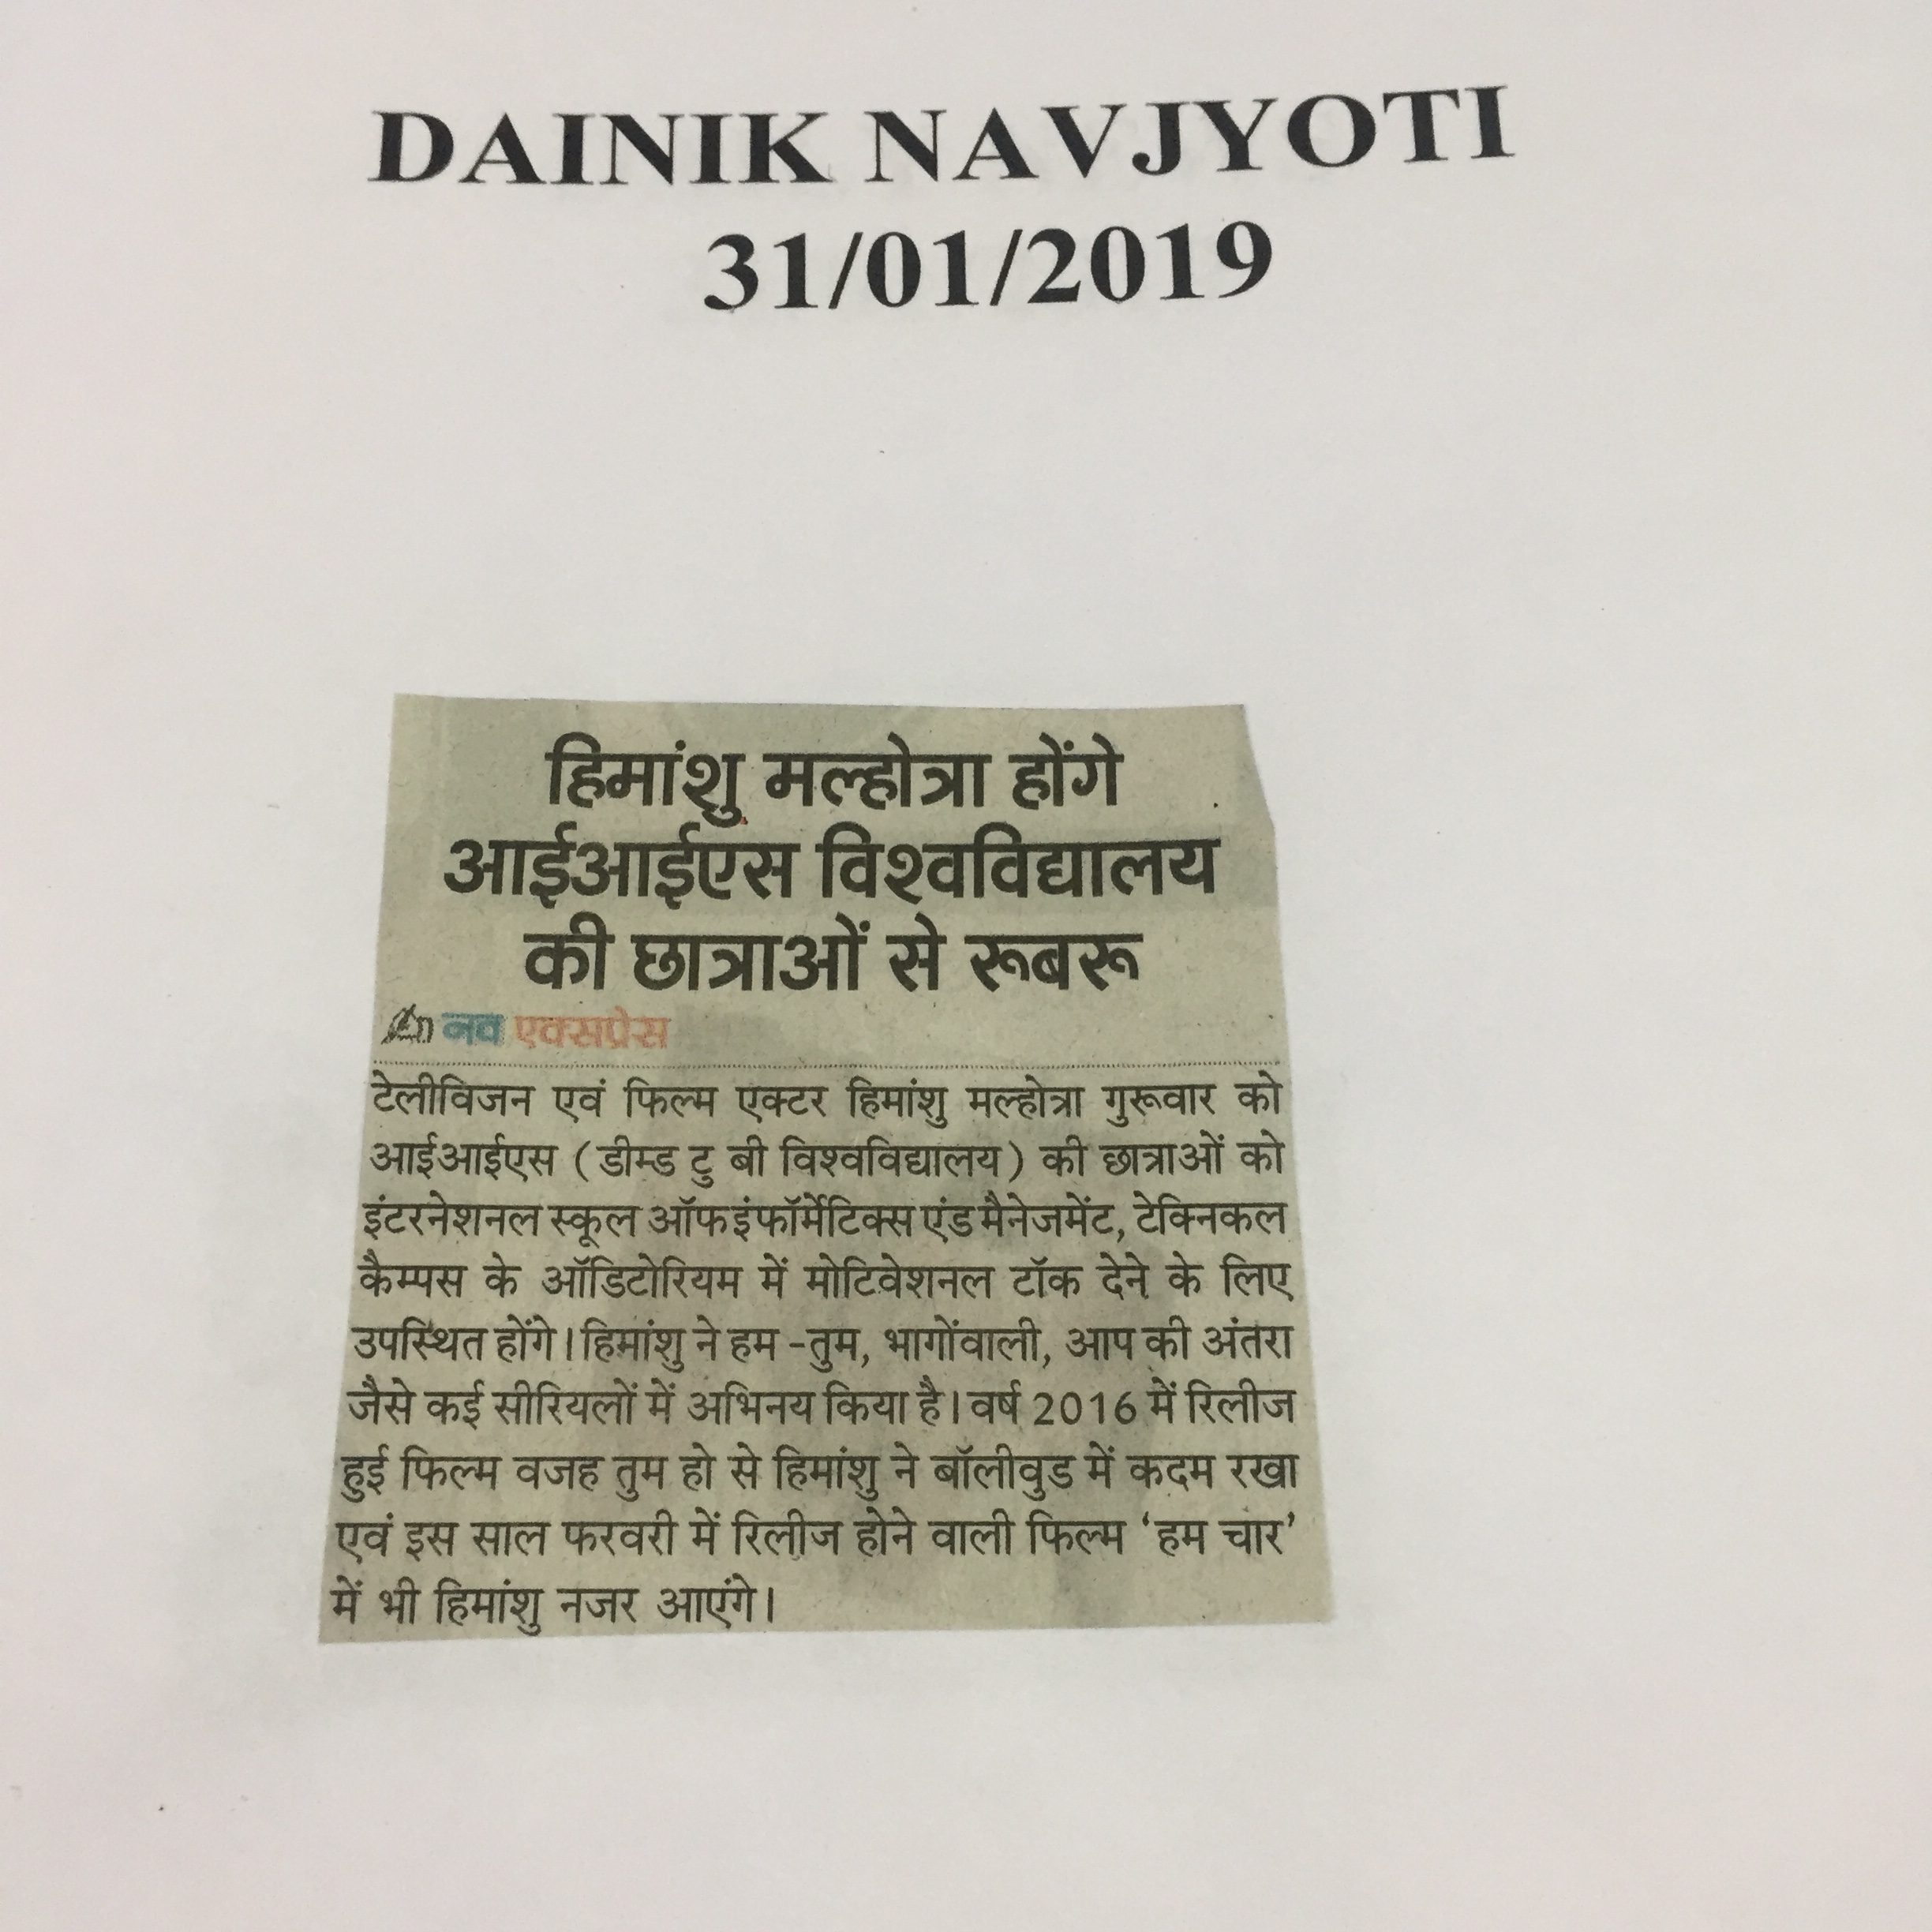 DAINIK NAVJYOTI
31/01/2019
हिमांशु मल्होत्रा होंगे
आईआईएस विश्वविद्यालय
की छात्राओं से रूबरू
नव एक्सप्रेस
टेलीविजन एवं फिल्म एक्टर हिमांशु मल्होत्रा गुरूवार को
आईआईएस (डीम्ड टु बी विश्वविद्यालय) की छात्राओं को
इंटरनेशनल स्कूल ऑफ इंफॉर्मेटिक्स एंड मैनेजमेंट, टेक्निकल
कैम्पस के ऑडिटोरियम में मोटिवेशनल टॉक देने के लिए
उपस्थित होंगे। हिमांशु ने हम -तुम, भागोंवाली, आप की अंतरा
जैसे कई सीरियलों में अभिनय किया है। वर्ष 2016 में रिलीज
हुई फिल्म वजह तुम हो से हिमांशु ने बॉलीवुड में कदम रखा
एवं इस साल फरवरी में रिलीज होने वाली फिल्म ‘हम चार’
में भी हिमांशु नजर आएंगे।